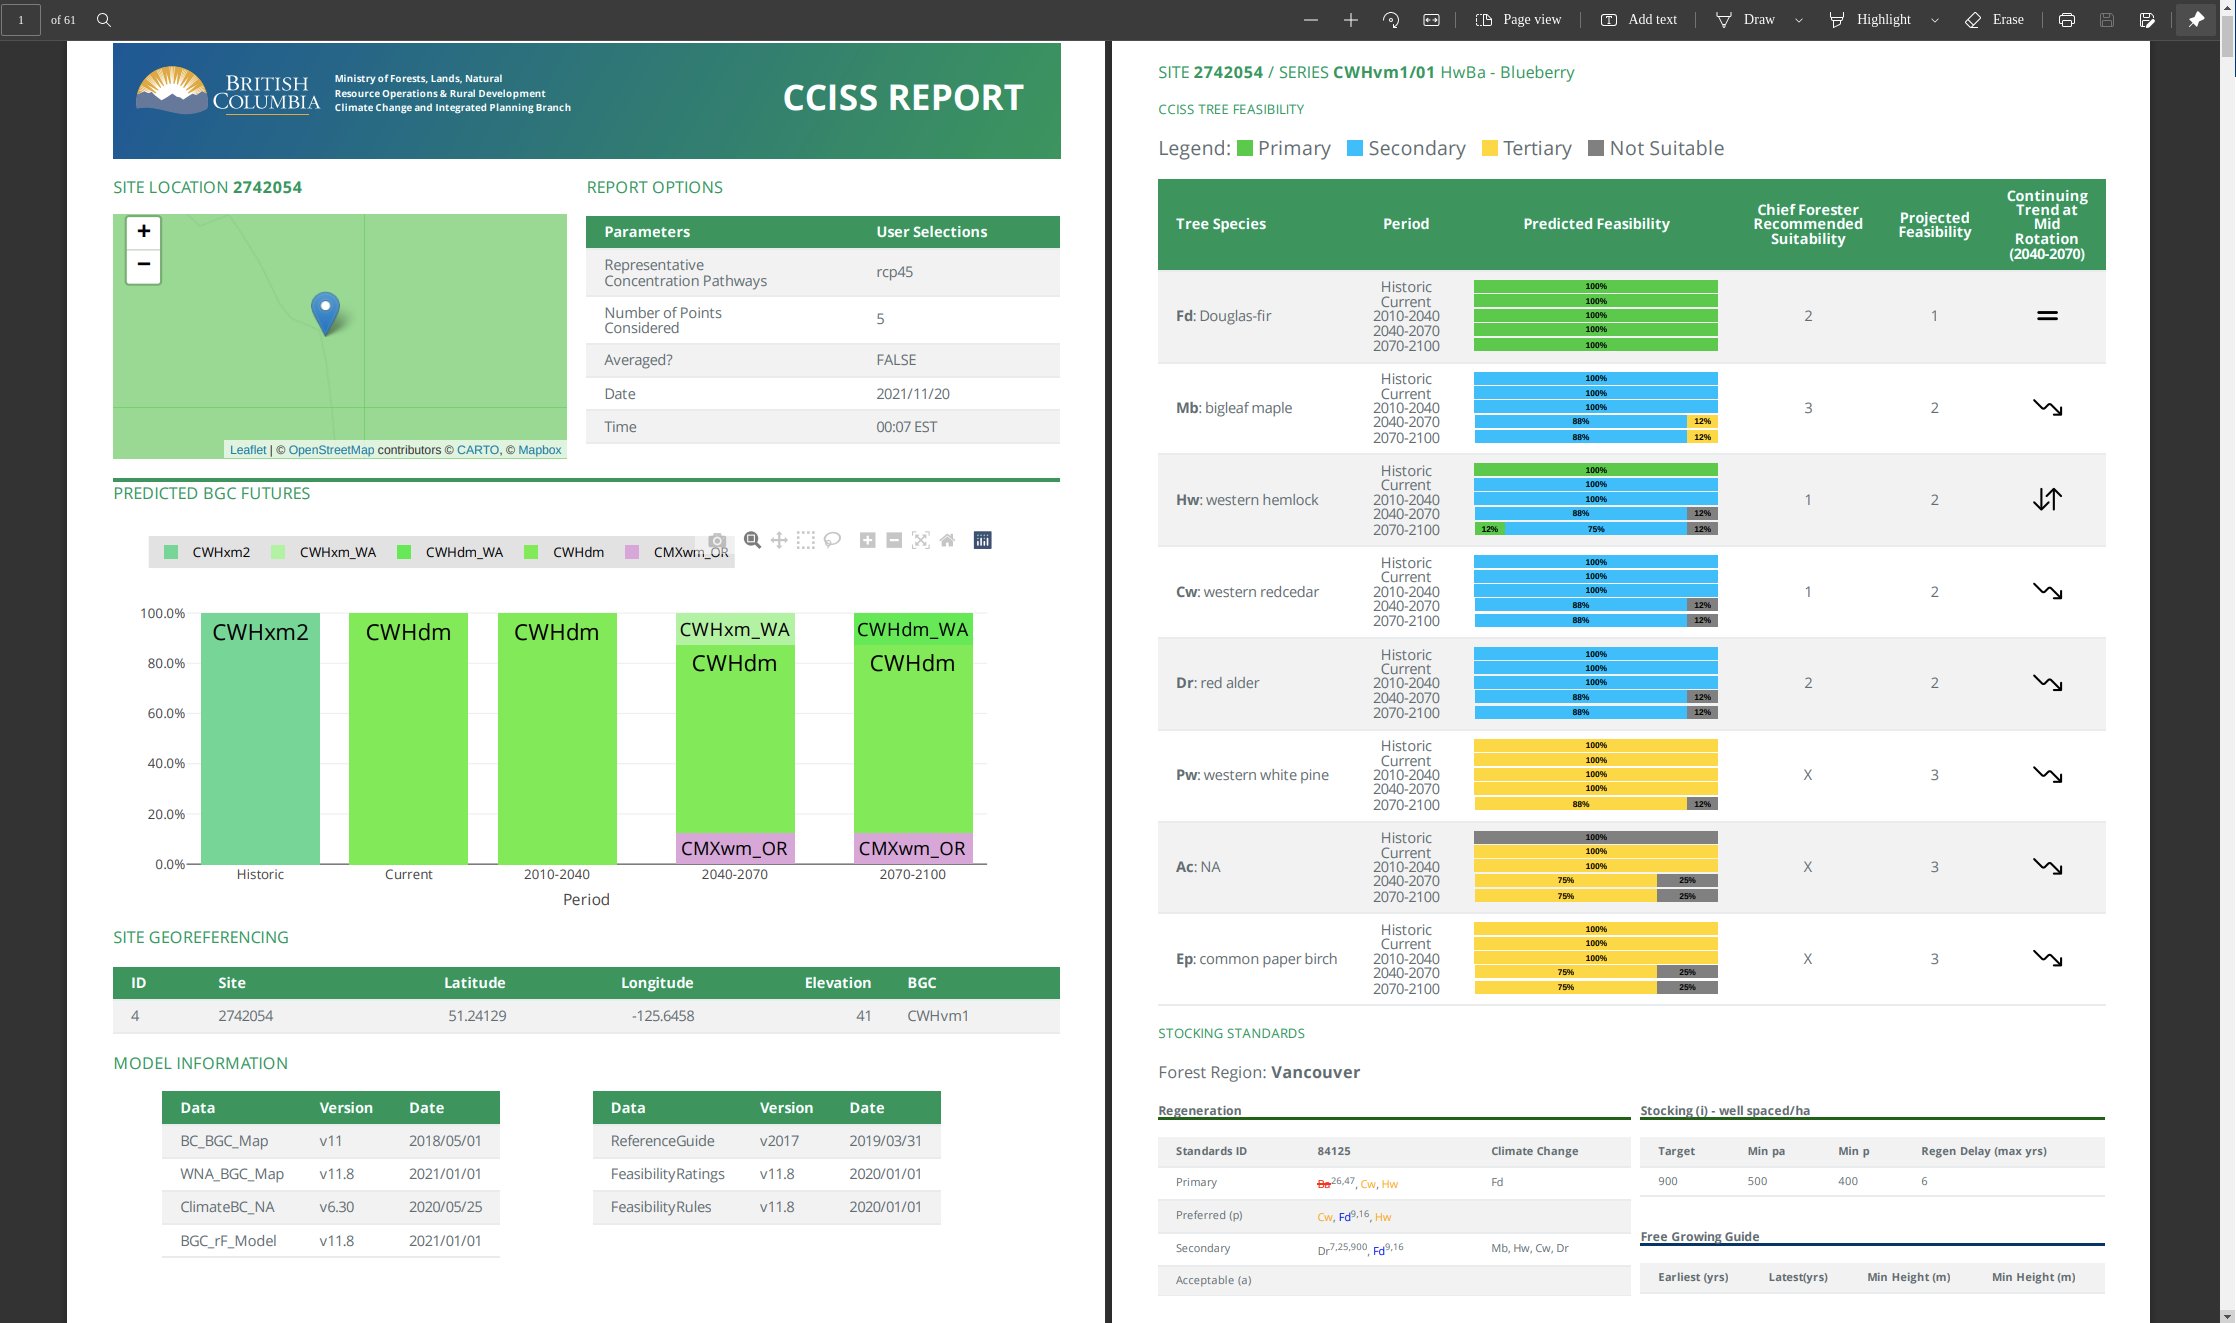 1 of 61
Page view
Add text
Draw
Highlight
Erase
BRITISH
COLUMBIA
Ministry of Forests, Lands, Natural
Resource Operations & Rural Development
Climate Change and Integrated Planning Branch
CCISS REPORT
SITE LOCATION 2742054
+
−
Leaflet | © OpenStreetMap contributors © CARTO, © Mapbox
REPORT OPTIONS
Parameters User Selections
Representative
Concentration Pathways rcp45
Number of Points
Considered 5
Averaged? FALSE
Date 2021/11/20
Time 00:07 EST
PREDICTED BGC FUTURES
CWHxm2 CWHxm_WA CWHdm_WA CWHdm CMXwm_OR
100.0%
80.0%
60.0%
40.0%
20.0%
0.0%
CWHxm2 CWHdm CWHdm CWHxm_WA CWHdm_WA
CWHdm CWHdm
CMXwm_OR CMXwm_OR
Historic Current 2010-2040 2040-2070 2070-2100
Period
SITE GEOREFERENCING
ID Site Latitude Longitude Elevation BGC
4 2742054 51.24129 -125.6458 41 CWHvm1
MODEL INFORMATION
Data Version Date
BC_BGC_Map v11 2018/05/01
WNA_BGC_Map v11.8 2021/01/01
ClimateBC_NA v6.30 2020/05/25
BGC_rF_Model v11.8 2021/01/01
Data Version Date
ReferenceGuide v2017 2019/03/31
FeasibilityRatings v11.8 2020/01/01
FeasibilityRules v11.8 2020/01/01
SITE 2742054 / SERIES CWHvm1/01 HwBa - Blueberry
CCISS TREE FEASIBILITY
Legend: Primary Secondary Tertiary Not Suitable
Tree Species Period Predicted Feasibility
Chief Forester
Recommended
Suitability
Projected
Feasibility
Continuing
Trend at
Mid
Rotation
(2040-2070)
Fd: Douglas-fir
Historic 100%
Current 100%
2010-2040 100%
2040-2070 100%
2070-2100 100%
2 1
Mb: bigleaf maple
Historic 100%
Current 100%
2010-2040 100%
2040-2070 88% 12%
2070-2100 88% 12%
3 2
Hw: western hemlock
Historic 100%
Current 100%
2010-2040 100%
2040-2070 88% 12%
2070-2100 12% 75% 12%
1 2
Cw: western redcedar
Historic 100%
Current 100%
2010-2040 100%
2040-2070 88% 12%
2070-2100 88% 12%
1 2
Dr: red alder
Historic 100%
Current 100%
2010-2040 100%
2040-2070 88% 12%
2070-2100 88% 12%
2 2
Pw: western white pine
Historic 100%
Current 100%
2010-2040 100%
2040-2070 100%
2070-2100 88% 12%
X 3
Ac: NA
Historic 100%
Current 100%
2010-2040 100%
2040-2070 75% 25%
2070-2100 75% 25%
X 3
Ep: common paper birch
Historic 100%
Current 100%
2010-2040 100%
2040-2070 75% 25%
2070-2100 75% 25%
X 3
STOCKING STANDARDS
Forest Region: Vancouver
Regeneration
Standards ID 84125 Climate Change
Primary Ba26,47, Cw, Hw Fd
Preferred (p) Cw, Fd9,16, Hw
Secondary Dr7,25,900, Fd9,16 Mb, Hw, Cw, Dr
Acceptable (a)
Stocking (i) - well spaced/ha
Target Min pa Min p Regen Delay (max yrs)
900 500 400 6
Free Growing Guide
Earliest (yrs) Latest(yrs) Min Height (m) Min Height (m)